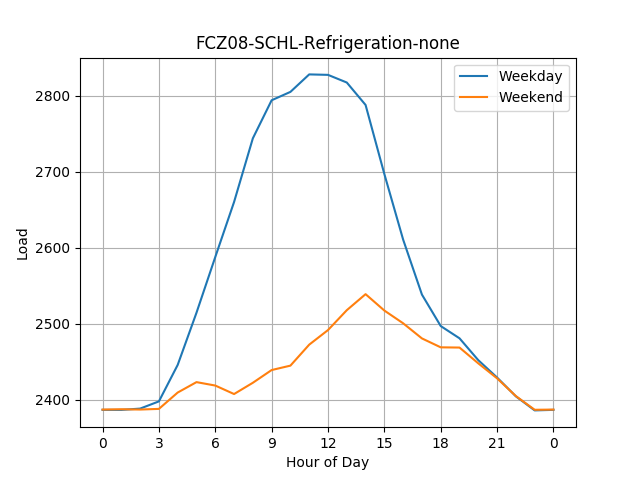 FCZ08-SCHL-Refrigeration-none
Weekday
Weekend
2800
2700
2600
2500
2400
Load
0 3 6 9 12 15 18 21 0
Hour of Day